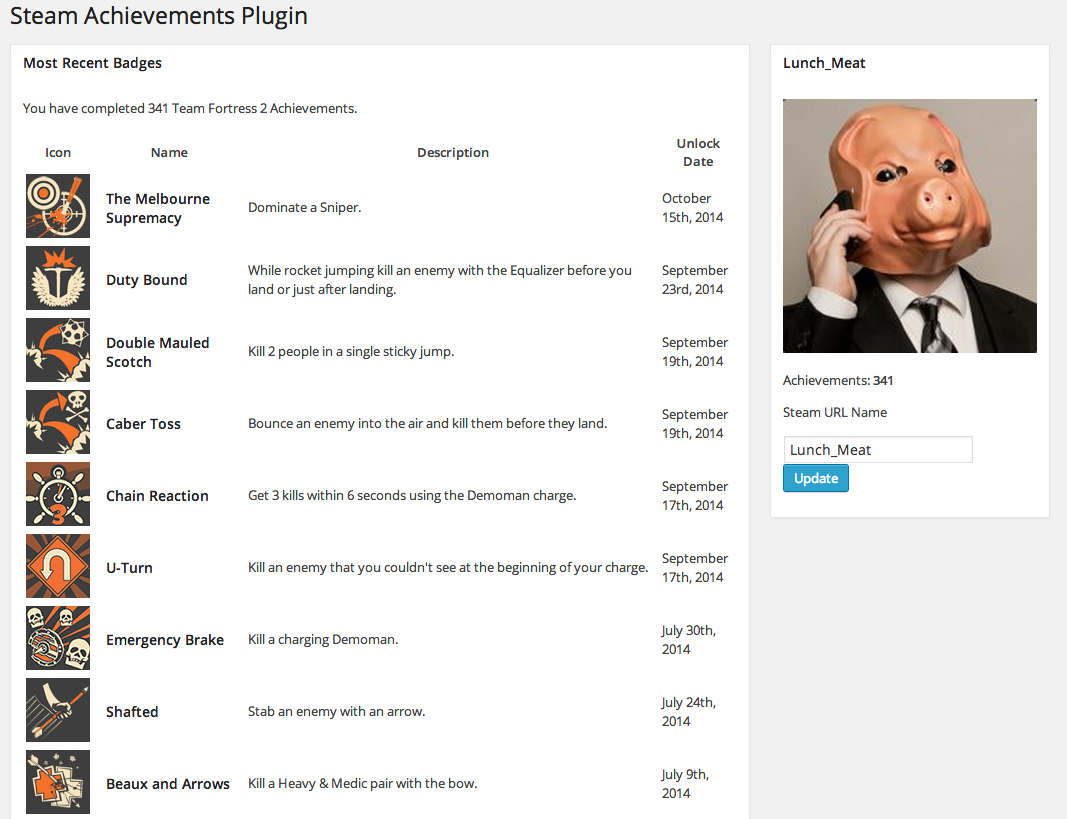 Steam Achievements Plugin
Most Recent Badges
You have completed 341 Team Fortress 2 Achievements.
Icon
Name
Description
Unlock
Date
The Melbourne
Supremacy
Dominate a Sniper.
October
15th, 2014
Duty Bound
While rocket jumping kill an enemy with the Equalizer before you
land or just after landing.
September
23rd, 2014
Double Mauled
Scotch
Kill 2 people in a single sticky jump.
September
19th, 2014
Caber Toss
Bounce an enemy into the air and kill them before they land.
September
19th, 2014
3
Chain Reaction
Get 3 kills within 6 seconds using the Demoman charge.
September
17th, 2014
U-Turn
Kill an enemy that you couldn't see at the beginning of your charge.
September
17th, 2014
Emergency Brake
Kill a charging Demoman.
July 30th,
2014
Shafted
Stab an enemy with an arrow.
July 24th,
2014
Beaux and Arrows
Kill a Heavy & Medic pair with the bow.
July 9th,
2014
Lunch_Meat
Achievements: 341
Steam URL Name
Lunch_Meat
Update